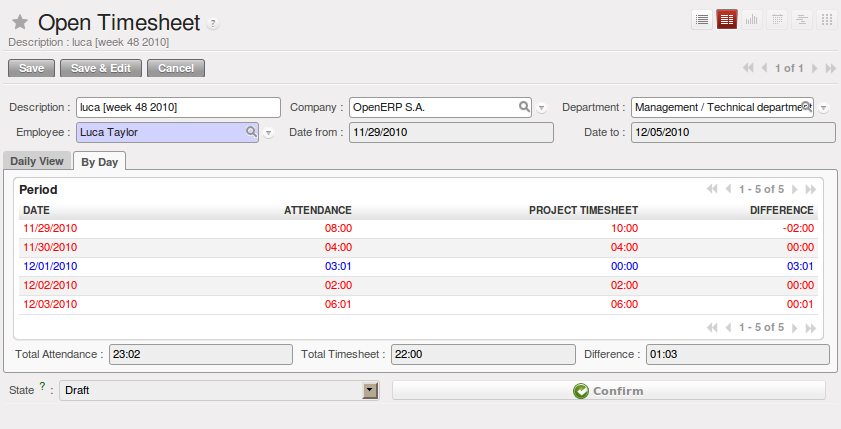 Open Timesheet ?
Description : luca [week 48 2010]
Save Save & Edit Cancel 1 of 1
Description : luca [week 48 2010] Company : OpenERP S.A. Department : Management / Technical department
Employee : Luca Taylor Date from : 11/29/2010 Date to : 12/05/2010
Daily View By Day
Period 1 - 5 of 5
DATE ATTENDANCE PROJECT TIMESHEET DIFFERENCE
11/29/2010 08:00 10:00 -02:00
11/30/2010 04:00 04:00 00:00
12/01/2010 03:01 00:00 03:01
12/02/2010 02:00 02:00 00:00
12/03/2010 06:01 06:00 00:01
1 - 5 of 5
Total Attendance : 23:02 Total Timesheet : 22:00 Difference : 01:03
State ? : Draft Confirm